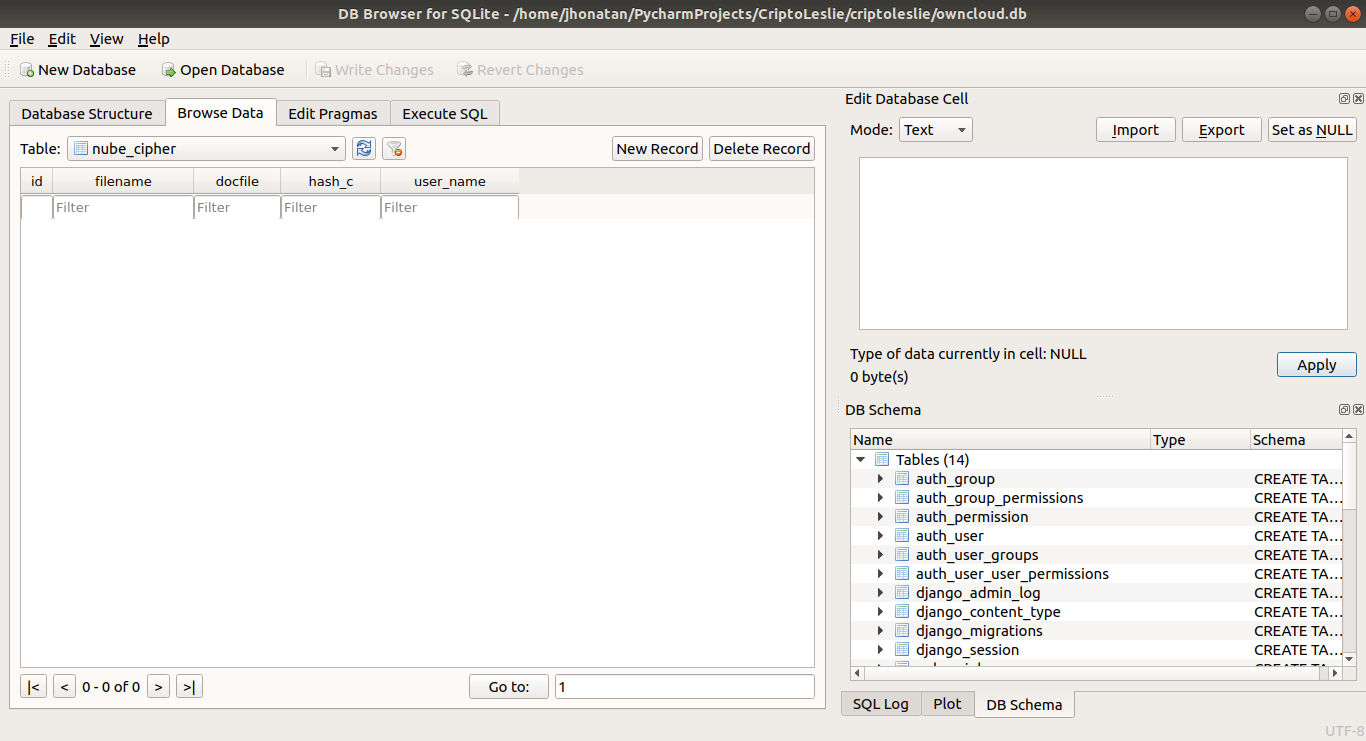 DB Browser for SQLite - /home/jhonatan/PycharmProjects/CriptoLeslie/criptoleslie/owncloud.db
File Edit View Help
New Database Open Database Write Changes Revert Changes
Database Structure Browse Data Edit Pragmas Execute SQL
Table: nube_cipher New Record Delete Record
id filename docfile hash_c user_name
Filter Filter Filter Filter
0 - 0 of 0 Go to: 1
Edit Database Cell
Mode: Text Import Export Set as NULL
Type of data currently in cell: NULL
0 byte(s)
Apply
DB Schema
Name Type Schema
Tables (14)
auth_group CREATE TA...
auth_group_permissions CREATE TA...
auth_permission CREATE TA...
auth_user CREATE TA...
auth_user_groups CREATE TA...
auth_user_user_permissions CREATE TA...
django_admin_log CREATE TA...
django_content_type CREATE TA...
django_migrations CREATE TA...
django_session CREATE TA...
SQL Log Plot DB Schema
UTF-8